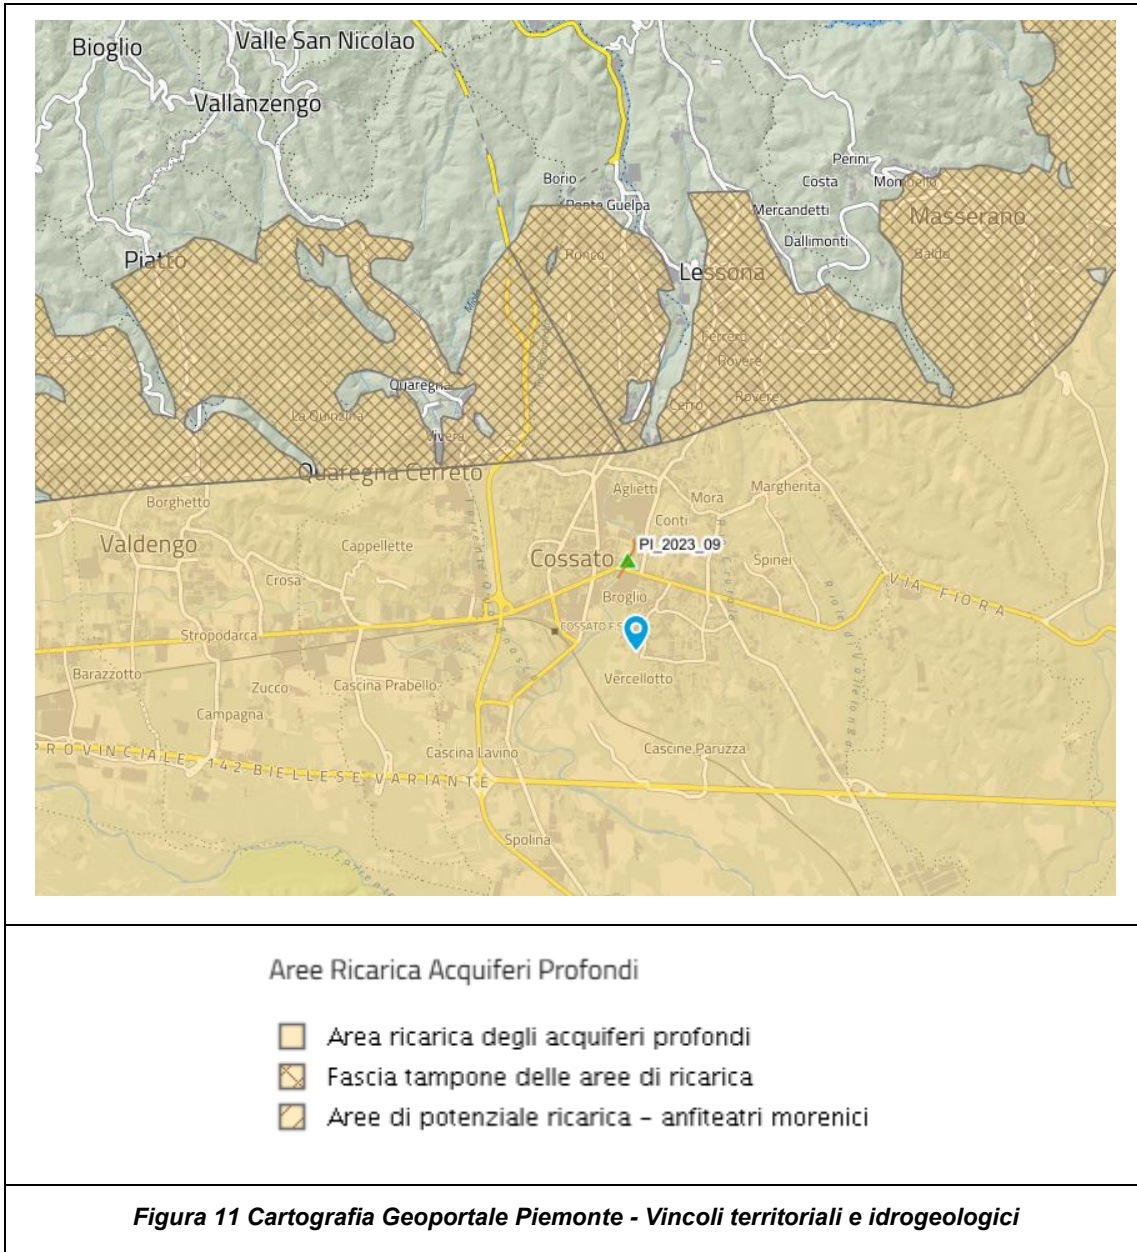 Bioglio
Valle San Nicolao
Vallanzengo
Perini
Borio
Costa
Ponte Guelpa
Mercandetti
Masserano
Dallimonti
Piatto
Ronco
Baldo
Lessona
Ferrero
Rovere
Quaregna
Cerro
Rovere
La Quinzina
Vivera
Quaregna Cerreto
Aglietti
Margherita
Borghetto
Mora
Conti
Valdengo
Cappellette
Cossato
PI_2023_09
Spinei
Crosa
VIA FIORA
Broglio
Stropodarca
Barazzotto
Zucco
Cascina Prabello
Vercellotto
Campagna
PROVINCIALE 142 BIELLESE VARIANTE
Cascina Lavino
Cascine Paruzza
Spolina
Aree Ricarica Acquiferi Profondi
Area ricarica degli acquiferi profondi
Fascia tampone delle aree di ricarica
Aree di potenziale ricarica – anfiteatri morenici
Figura 11 Cartografia Geoportale Piemonte - Vincoli territoriali e idrogeologici